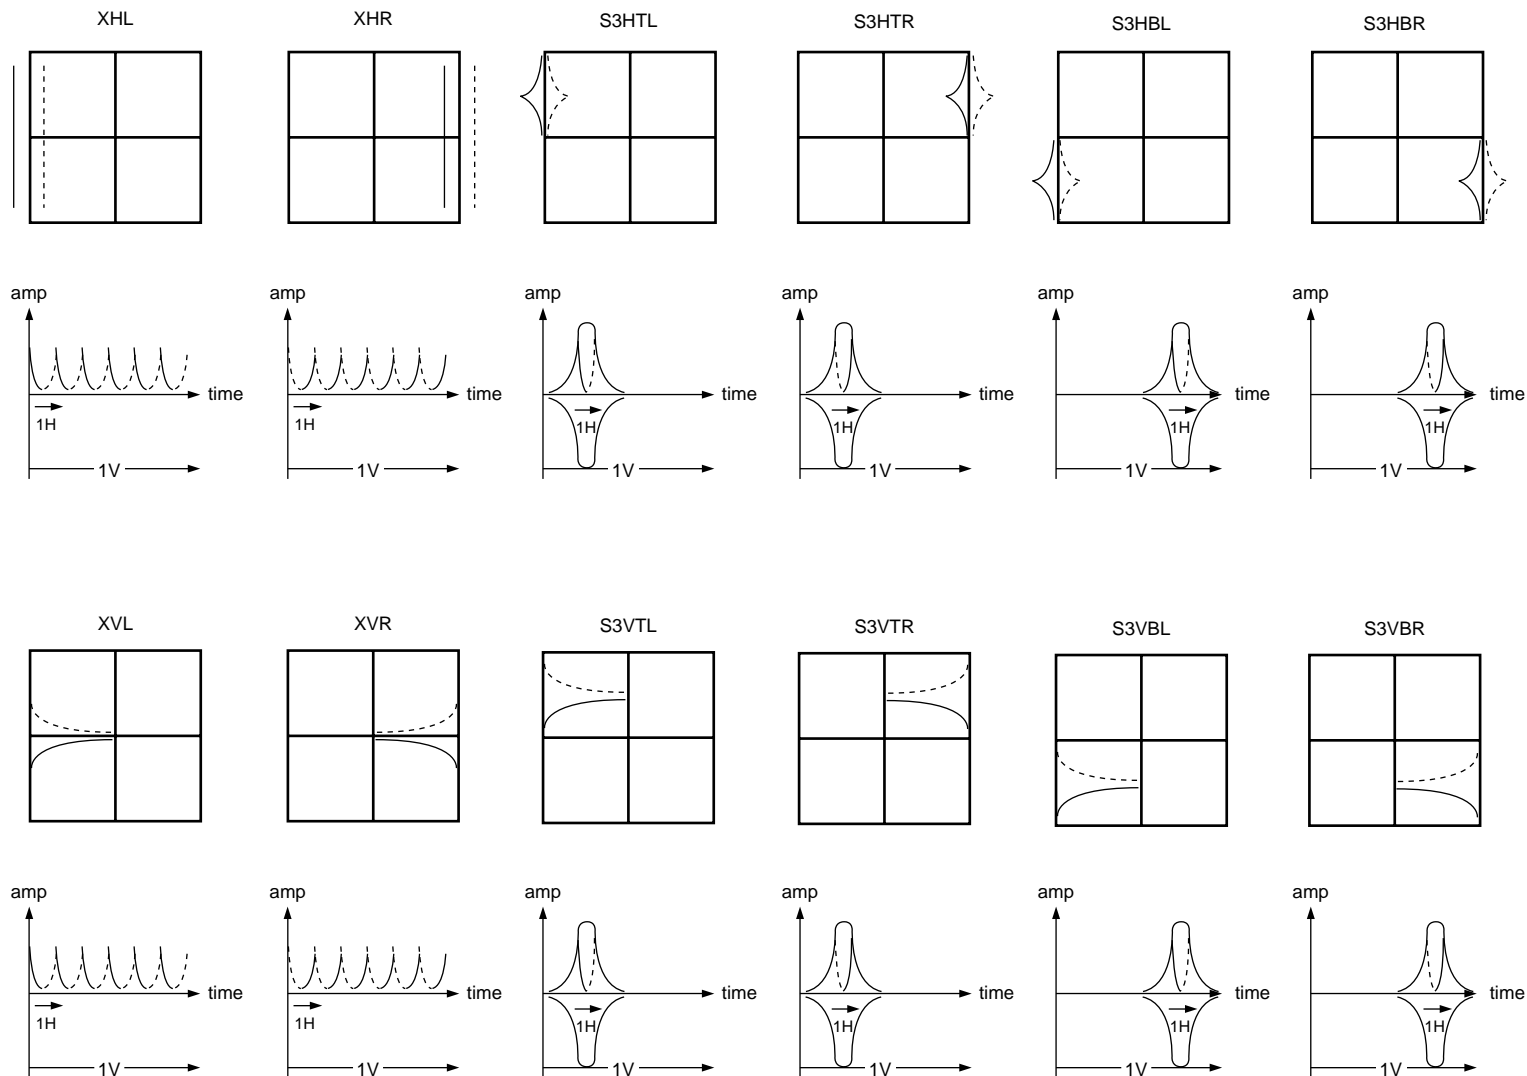 XHL XHR S3HTL S3HTR S3HBL S3HBR
amp amp amp amp amp amp
time time time time time time
1H 1H 1H 1H 1H 1H
1V 1V 1V 1V 1V 1V
XVL XVR S3VTL S3VTR S3VBL S3VBR
amp amp amp amp amp amp
time time time time time time
1H 1H 1H 1H 1H 1H
1V 1V 1V 1V 1V 1V